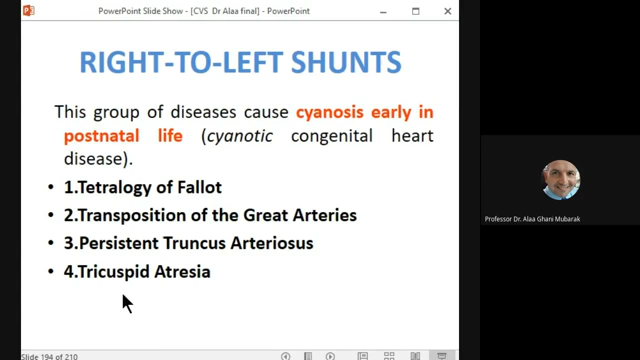 PowerPoint Slide Show - [CVS Dr Alaa final] - PowerPoint
RIGHT-TO-LEFT SHUNTS
This group of diseases cause cyanosis early in
postnatal life (cyanotic congenital heart
disease).
• 1.Tetralogy of Fallot
• 2.Transposition of the Great Arteries
• 3.Persistent Truncus Arteriosus
• 4.Tricuspid Atresia
Professor Dr. Alaa Ghani Mubarak
Slide 194 of 210